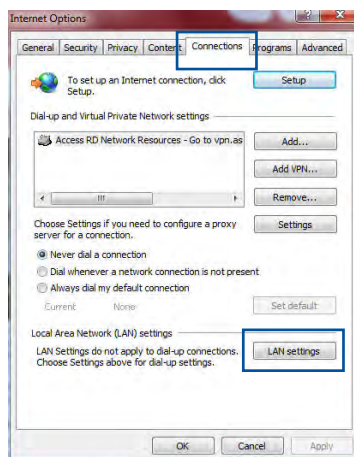 Internet Options
General Security Privacy Content Connections Programs Advanced
To set up an Internet connection, click Setup.
Setup
Dial-up and Virtual Private Network settings
Access RD Network Resources - Go to vpn.as
Add...
Add VPN...
Remove...
Choose Settings if you need to configure a proxy
server for a connection.
Settings
Never dial a connection
Dial whenever a network connection is not present
Always dial my default connection
Current None
Set default
Local Area Network (LAN) settings
LAN Settings do not apply to dial-up connections.
Choose Settings above for dial-up settings.
LAN settings
OK Cancel Apply